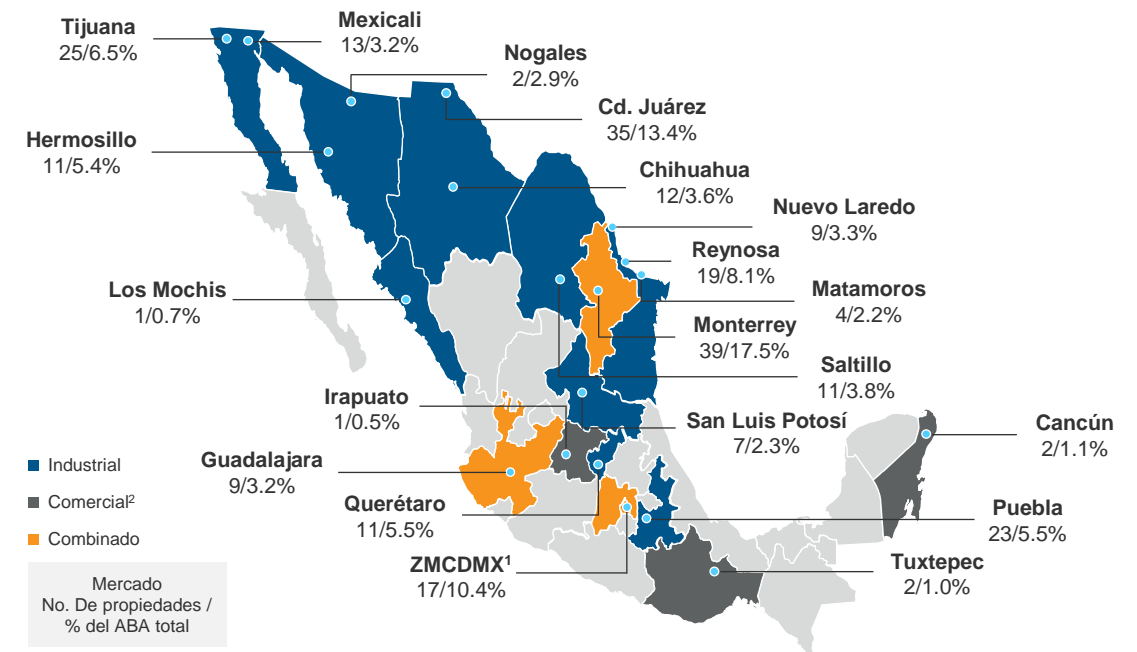 Tijuana
25/6.5%
Mexicali
13/3.2%
Nogales
2/2.9%
Cd. Juárez
35/13.4%
Hermosillo
11/5.4%
Chihuahua
12/3.6%
Nuevo Laredo
9/3.3%
Reynosa
19/8.1%
Matamoros
4/2.2%
Los Mochis
1/0.7%
Monterrey
39/17.5%
Saltillo
11/3.8%
Irapuato
1/0.5%
San Luis Potosí
7/2.3%
Cancún
2/1.1%
Guadalajara
9/3.2%
Querétaro
11/5.5%
Puebla
23/5.5%
ZMCDMX¹
17/10.4%
Tuxtepec
2/1.0%
Industrial
Comercial²
Combinado
Mercado
No. De propiedades /
% del ABA total